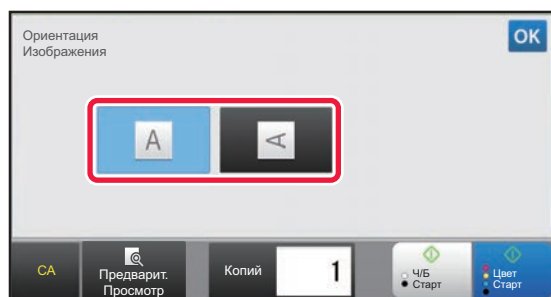 Ориентация
Изображения
OK
A
A
CA
Предварит.
Просмотр
Копий
1
Ч/Б
Старт
Цвет
Старт